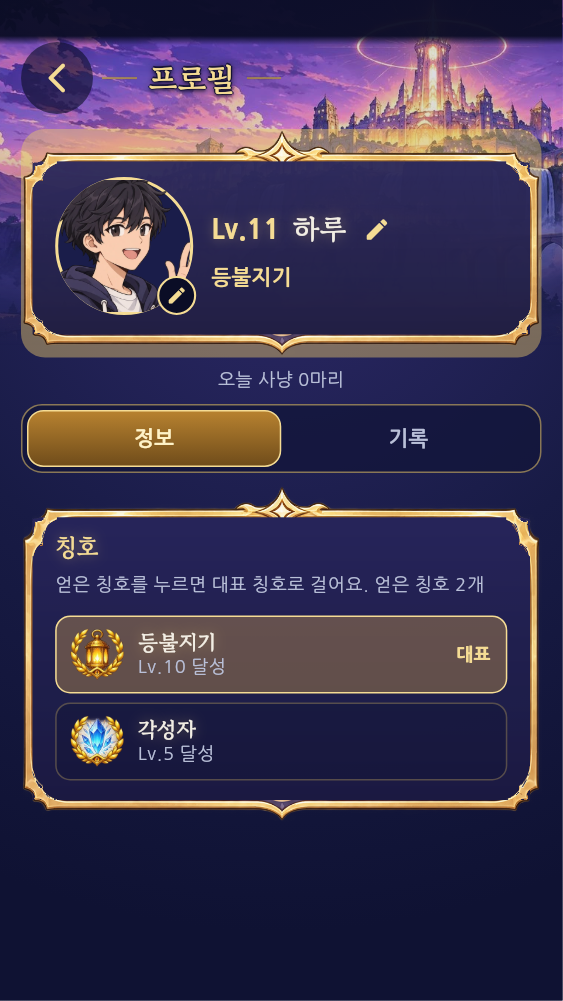 프로필
Lv.11 하루
등불지기
오늘 사냥 0마리
정보
기록
칭호
얻은 칭호를 누르면 대표 칭호로 걸어요. 얻은 칭호 2개
등불지기
Lv.10 달성
대표
각성자
Lv.5 달성